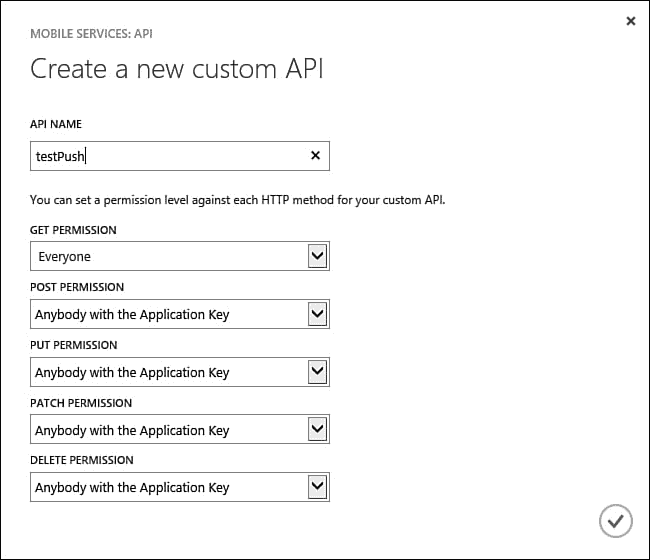 MOBILE SERVICES: API
Create a new custom API
API NAME
testPush
You can set a permission level against each HTTP method for your custom API.
GET PERMISSION
Everyone
POST PERMISSION
Anybody with the Application Key
PUT PERMISSION
Anybody with the Application Key
PATCH PERMISSION
Anybody with the Application Key
DELETE PERMISSION
Anybody with the Application Key